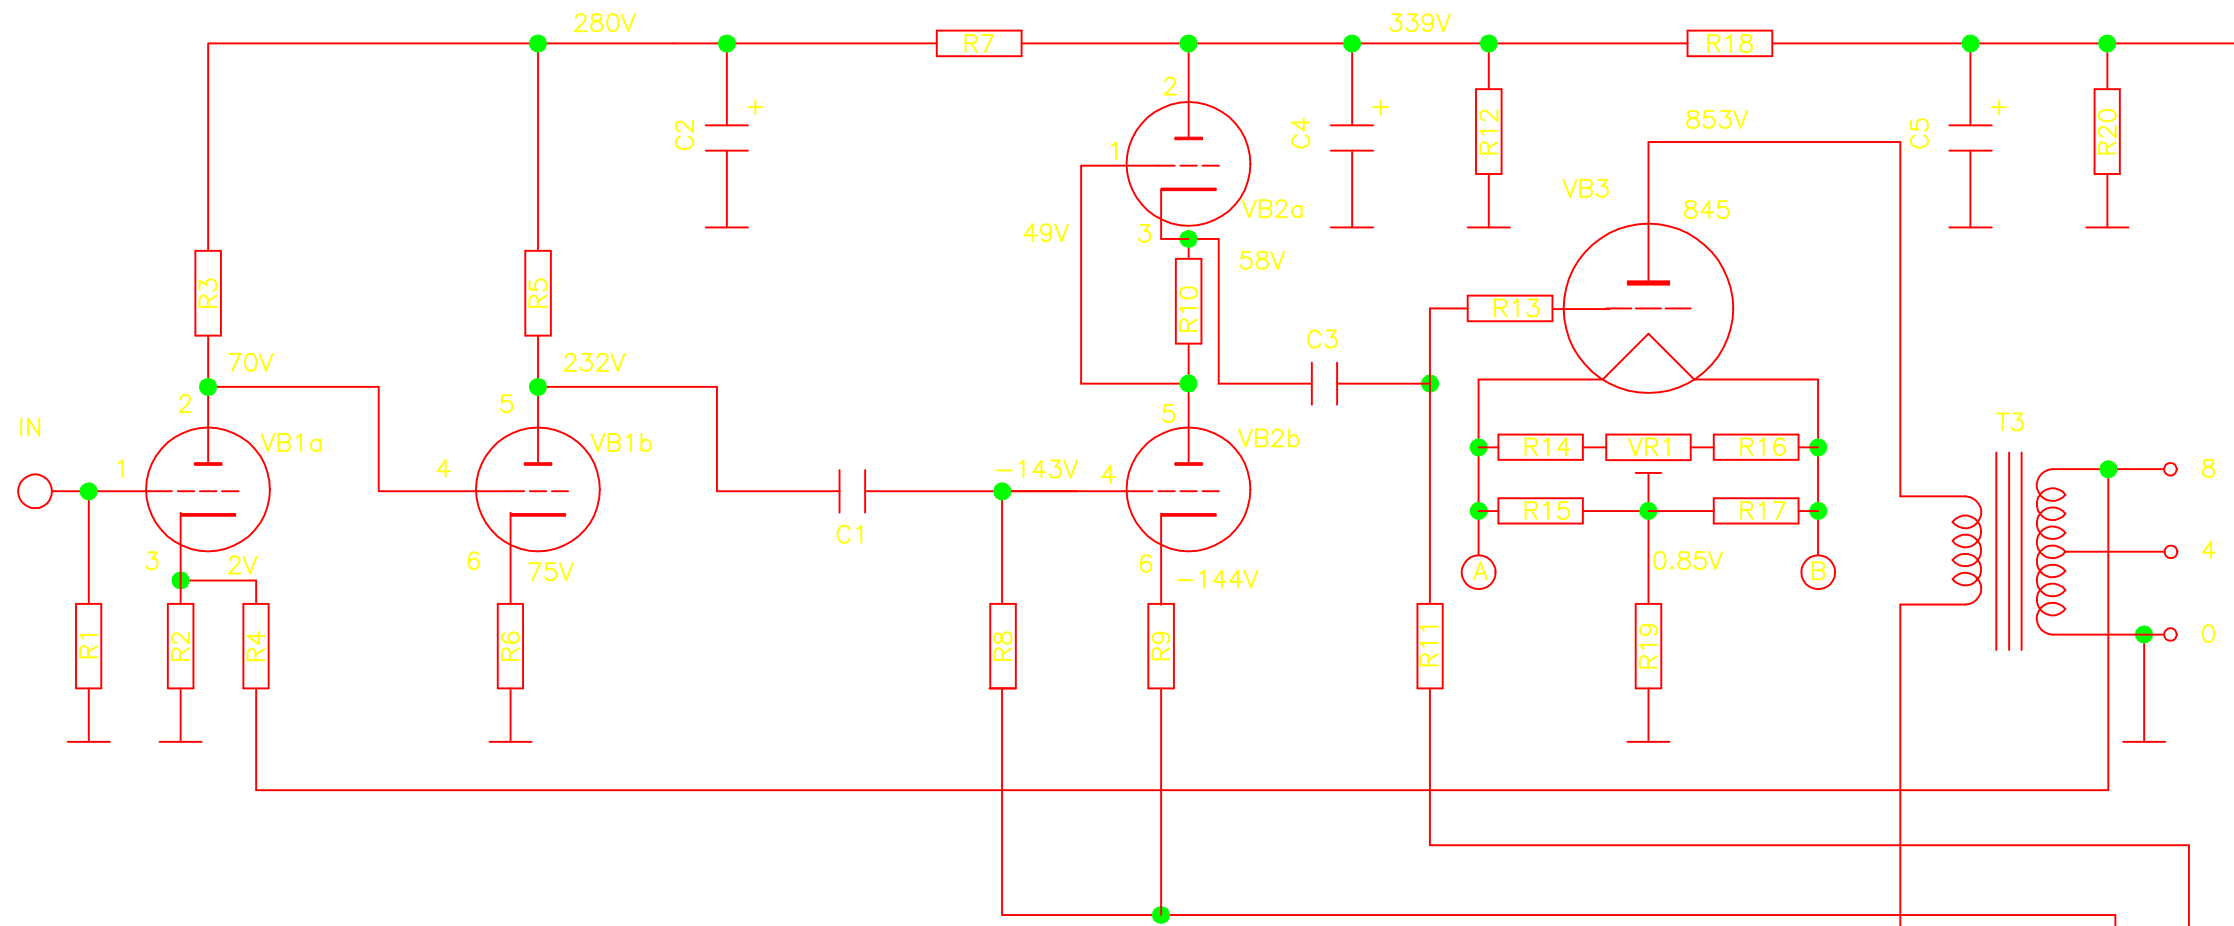 280V
339V
R7
R18
2
+
+
+
C2
C4
R12
853V
C5
R20
1
VB3
845
VB2a
49V
3
58V
R3
R5
R10
R13
C3
70V
232V
2
5
5
IN
VB1a
VB1b
VB2b
T3
1
4
-143V
4
R14
VR1
R16
8
R15
R17
C1
4
3
2V
6
75V
6
-144V
A
0.85V
B
R1
R2
R4
R6
R8
R9
R11
R19
0